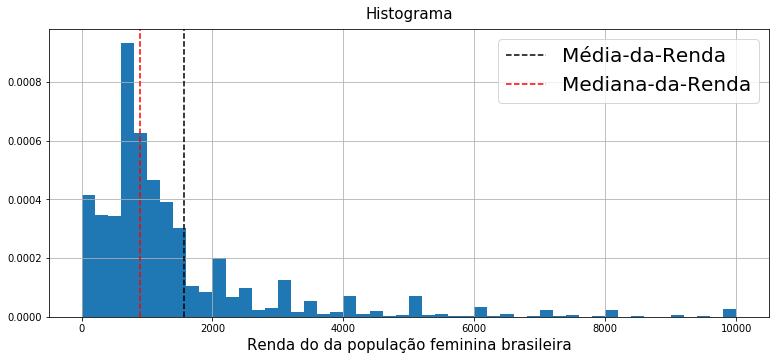 Histograma
Média-da-Renda
Mediana-da-Renda
0.0008
0.0006
0.0004
0.0002
0.0000
0 2000 4000 6000 8000 10000
Renda do da população feminina brasileira